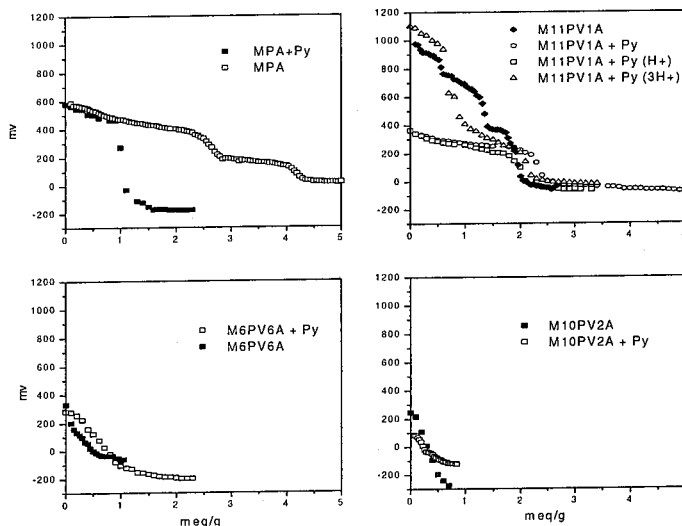 1200
1000
800
600
400
200
0
-200
mv
MPA+Py
MPA
0 1 2 3 4 5
meq/g
1200
1000
800
600
400
200
0
-200
M11PV1A
M11PV1A + Py
M11PV1A + Py (H+)
M11PV1A + Py (3H+)
0 1 2 3 4 5
1200
1000
800
600
400
200
0
-200
mv
M6PV6A + Py
M6PV6A
0 1 2 3 4 5
meq/g
1200
1000
800
600
400
200
0
-200
M10PV2A
M10PV2A + Py
0 1 2 3 4 5
meq/g